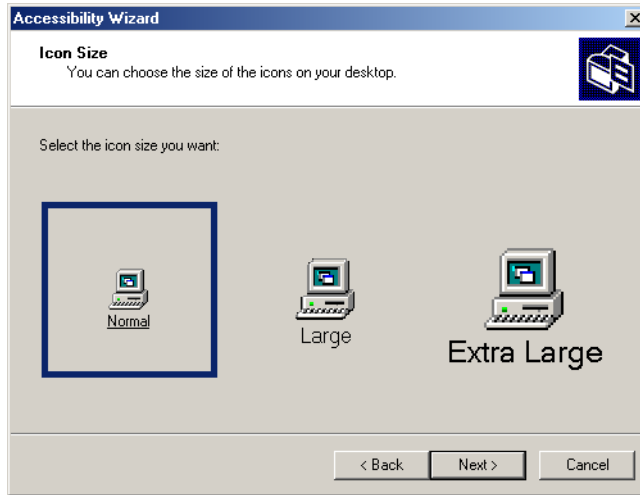 Accessibility Wizard
Icon Size
You can choose the size of the icons on your desktop.
Select the icon size you want:
Normal
Large
Extra Large
< Back
Next >
Cancel